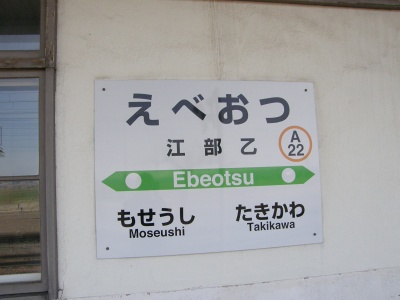 えべおつ
江部乙
A
22
Ebeotsu
もせうし
Moseushi
たきかわ
Takikawa